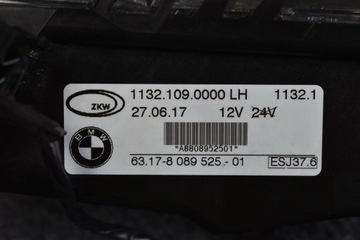 1132.109.0000 LH 1132.1
ZKW
27.06.17 12V 24V
*A8808952501*
BMW
63.17-8 089 525.-01 ESJ37.6